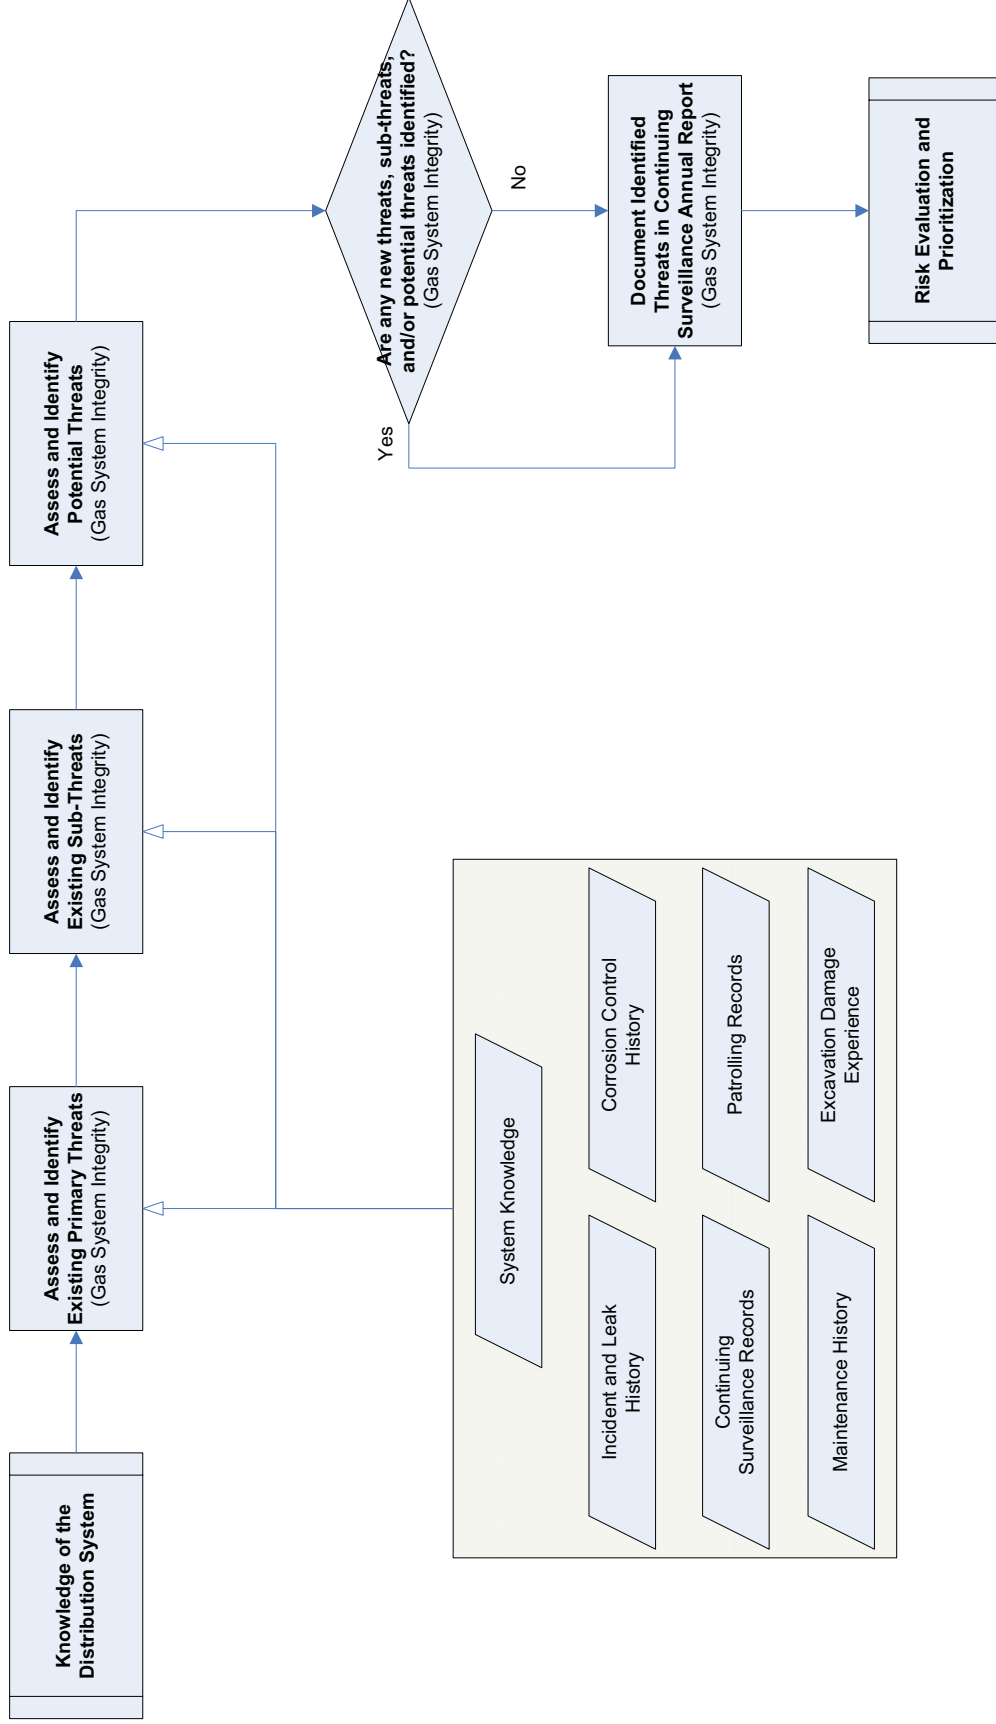 Knowledge of the
Distribution System
Assess and Identify
Existing Primary Threats
(Gas System Integrity)
Assess and Identify
Existing Sub-Threats
(Gas System Integrity)
Assess and Identify
Potential Threats
(Gas System Integrity)
Are any new threats, sub-threats,
and/or potential threats identified?
(Gas System Integrity)
Yes
No
Document Identified
Threats in Continuing
Surveillance Annual Report
(Gas System Integrity)
Risk Evaluation and
Prioritization
System Knowledge
Incident and Leak
History
Corrosion Control
History
Continuing
Surveillance Records
Patrolling Records
Maintenance History
Excavation Damage
Experience